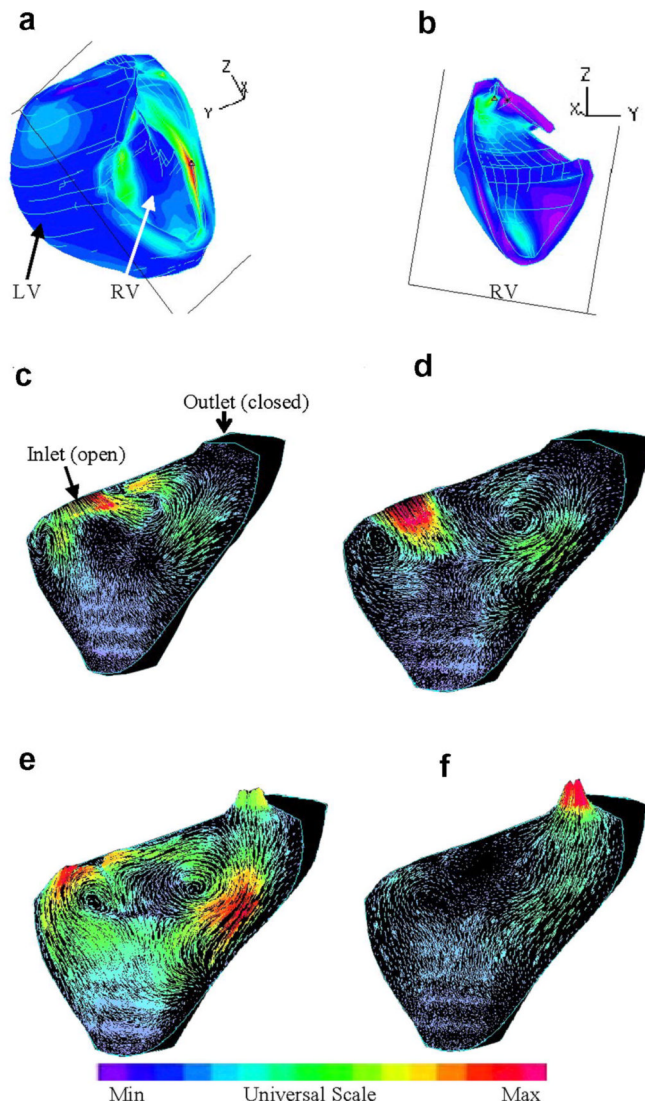 a
b
Z
X
Y
Z
X
Y
LV
RV
RV
c
d
Outlet (closed)
Inlet (open)
e
f
Min
Universal Scale
Max